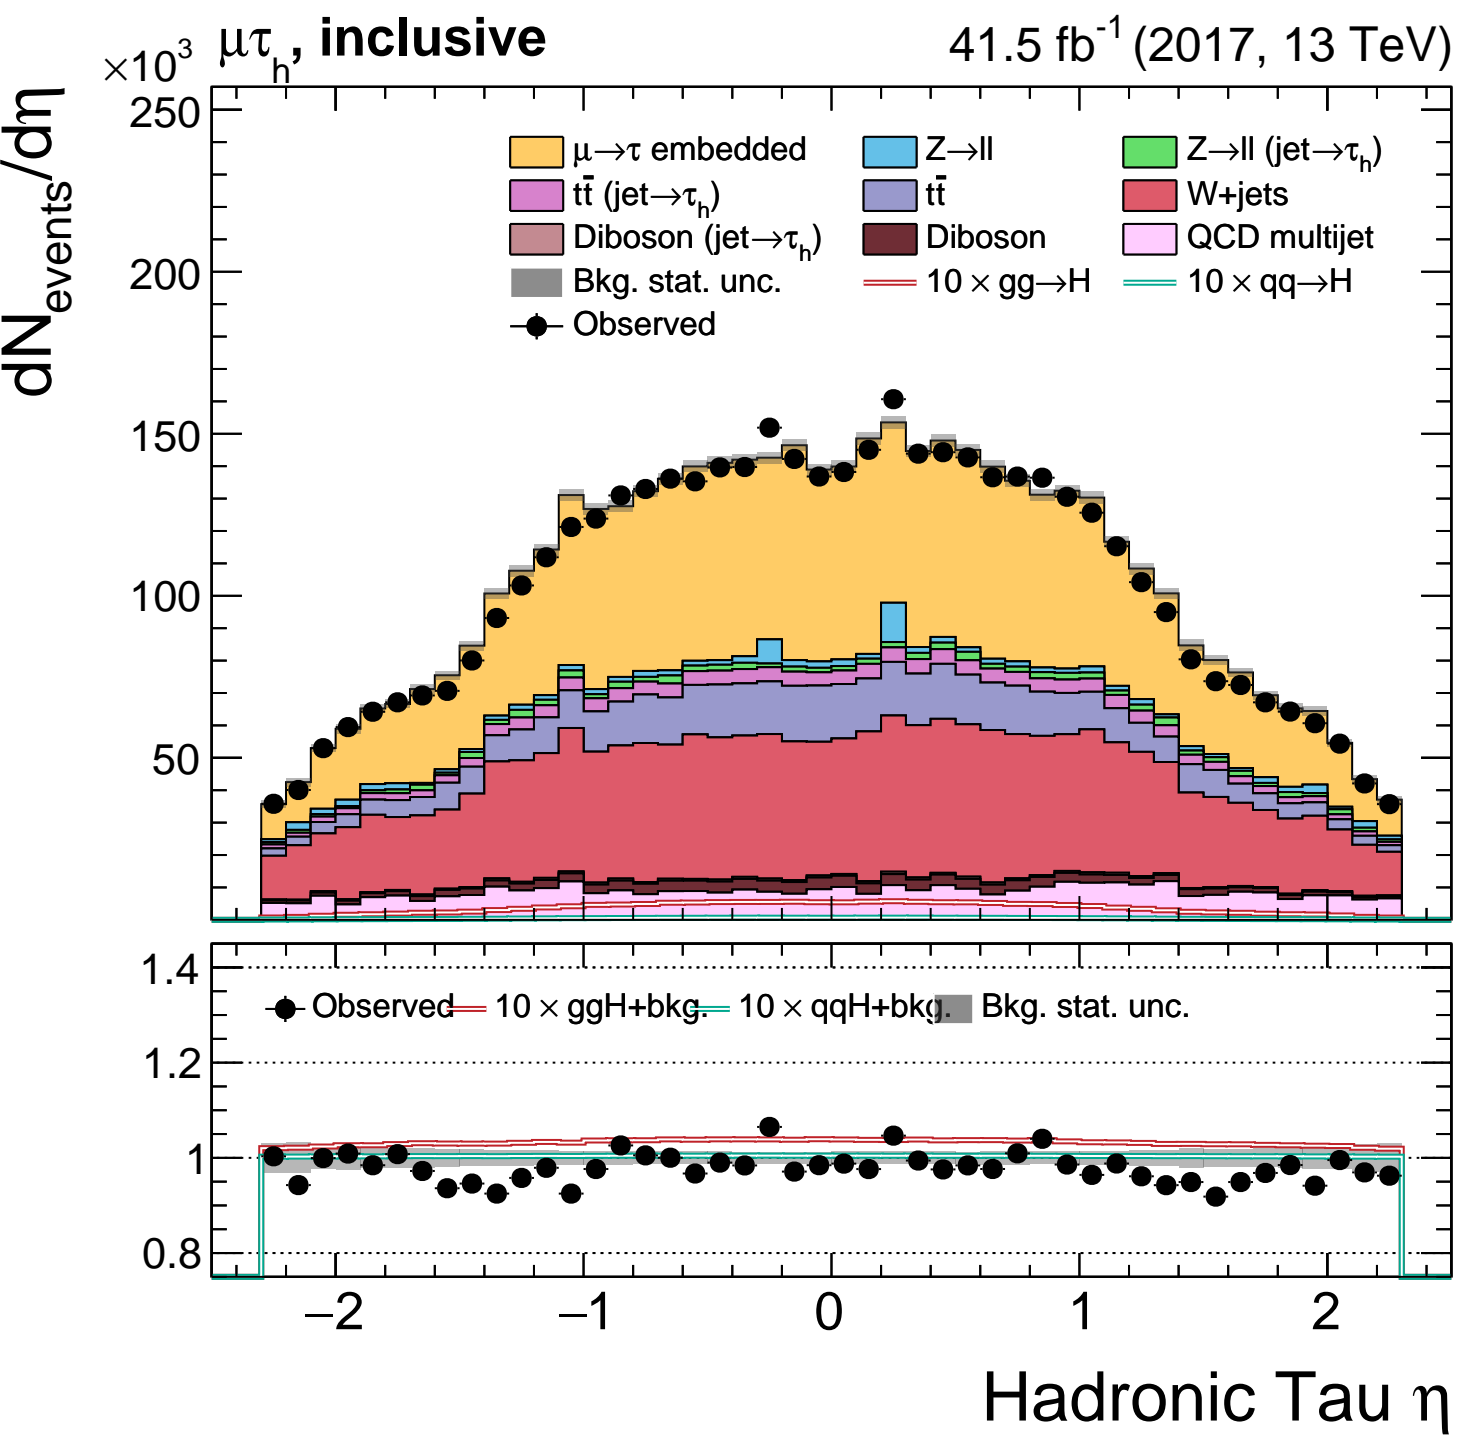 ×10³ μτₕ, inclusive 41.5 fb⁻¹ (2017, 13 TeV)
dN_events/dη
250
200
150
100
50
μ→τ embedded Z→ll Z→ll (jet→τₕ)
tt̄ (jet→τₕ) tt̄ W+jets
Diboson (jet→τₕ) Diboson QCD multijet
Bkg. stat. unc. 10 × gg→H 10 × qq→H
Observed
1.4
1.2
1
0.8
Observed 10 × ggH+bkg. 10 × qqH+bkg. Bkg. stat. unc.
−2 −1 0 1 2
Hadronic Tau η